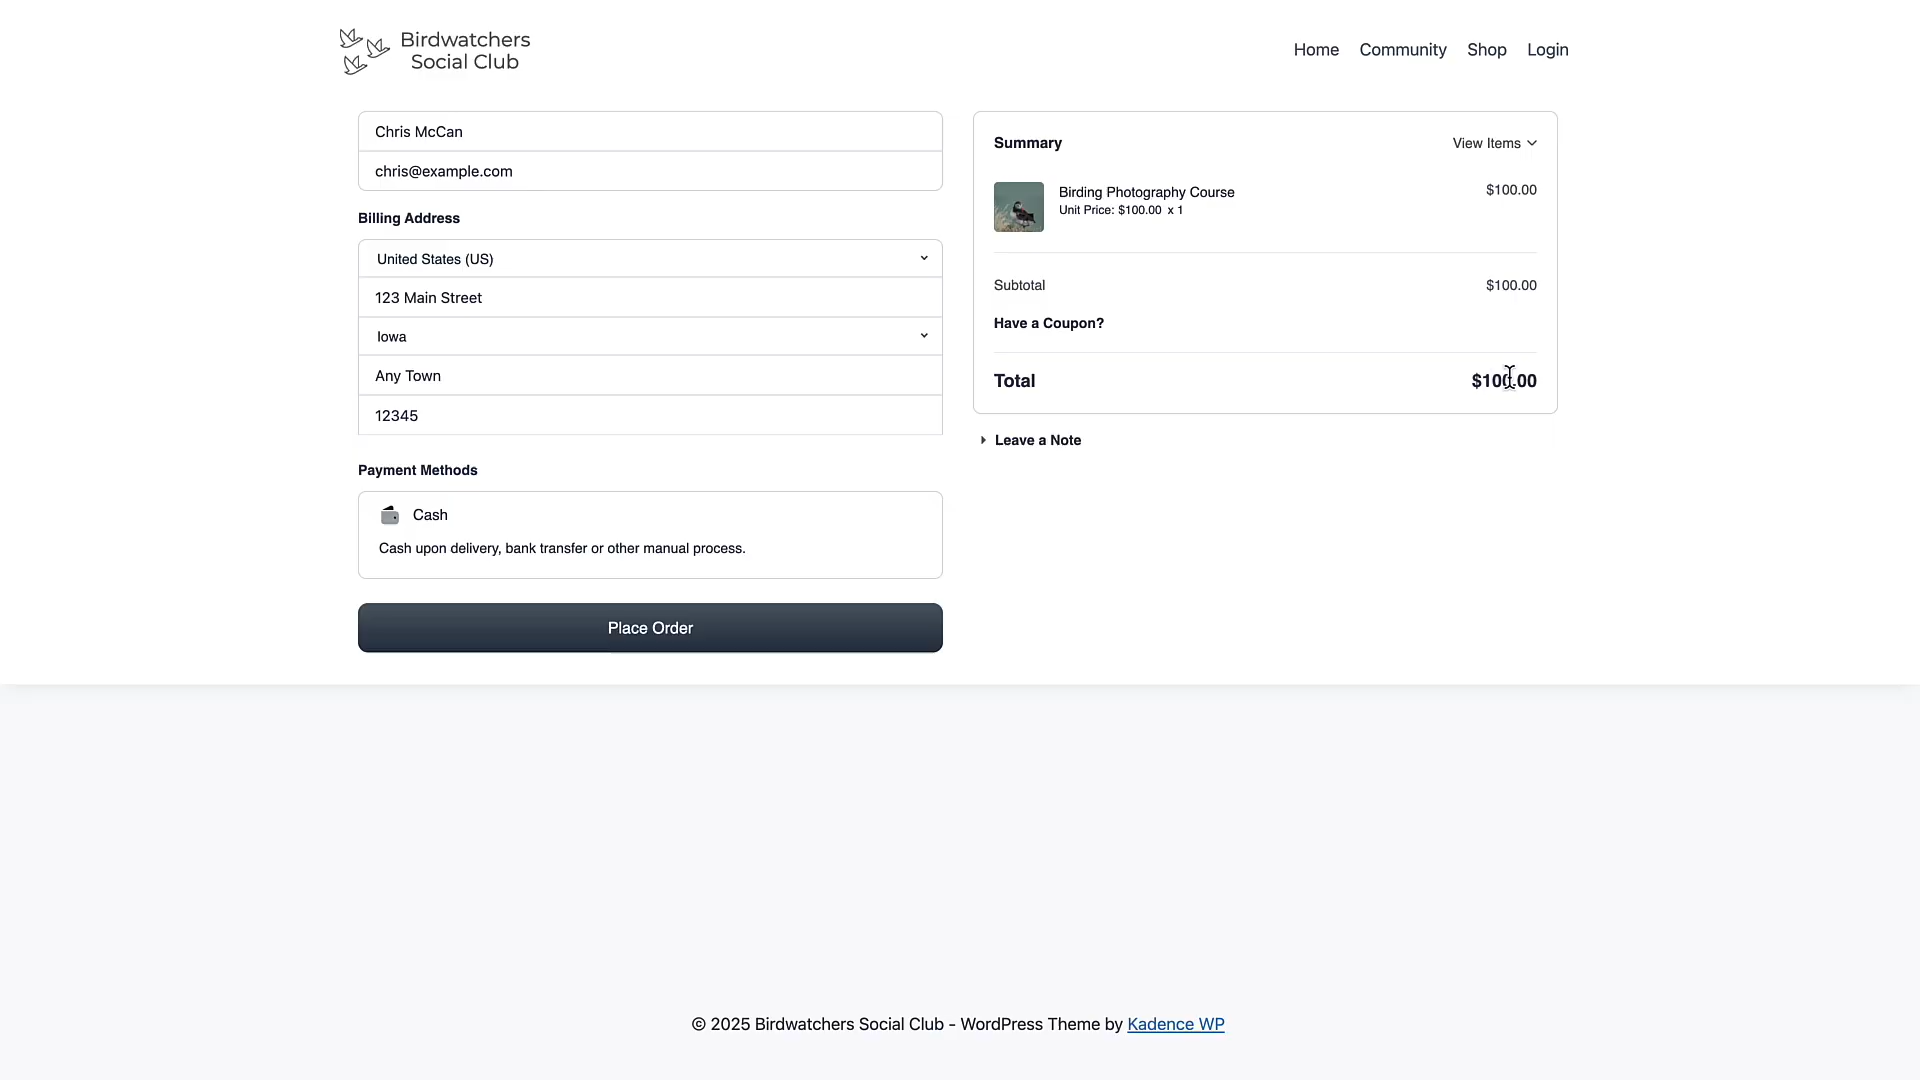 Birdwatchers
Social Club
Home
Community
Shop
Login
Chris McCan
chris@example.com
Billing Address
United States (US)
123 Main Street
Iowa
Any Town
12345
Payment Methods
Cash
Cash upon delivery, bank transfer or other manual process.
Place Order
Summary
View Items
Birding Photography Course
$100.00
Unit Price: $100.00 x 1
Subtotal
$100.00
Have a Coupon?
Total
$100.00
Leave a Note
© 2025 Birdwatchers Social Club - WordPress Theme by Kadence WP